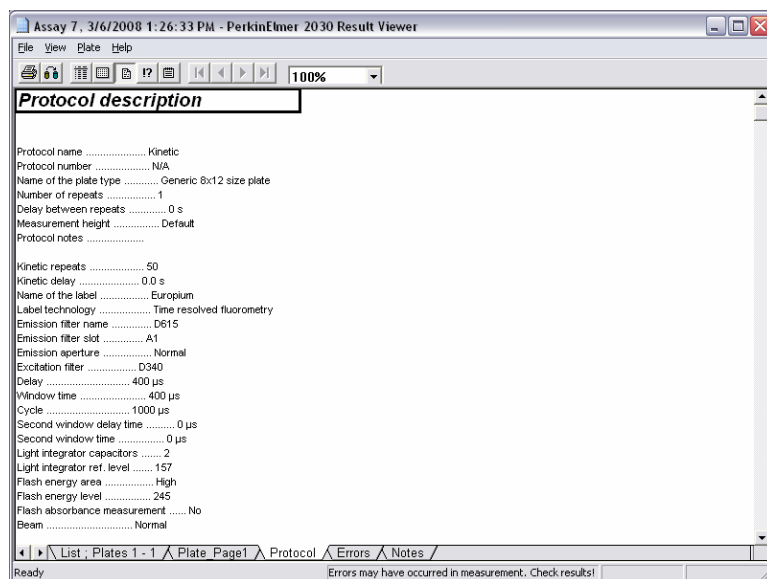 Assay 7, 3/6/2008 1:26:33 PM - PerkinElmer 2030 Result Viewer
File View Plate Help
!? 100%
Protocol description
Protocol name ..................... Kinetic
Protocol number ................... N/A
Name of the plate type ............ Generic 8x12 size plate
Number of repeats ................. 1
Delay between repeats ............. 0 s
Measurement height ................ Default
Protocol notes ....................
Kinetic repeats ................... 50
Kinetic delay ..................... 0.0 s
Name of the label ................. Europium
Label technology .................. Time resolved fluorometry
Emission filter name .............. D615
Emission filter slot .............. A1
Emission aperture ................. Normal
Excitation filter ................. D340
Delay ............................. 400 µs
Window time ....................... 400 µs
Cycle ............................. 1000 µs
Second window delay time .......... 0 µs
Second window time ................ 0 µs
Light integrator capacitors ....... 2
Light integrator ref. level ....... 157
Flash energy area ................. High
Flash energy level ................ 245
Flash absorbance measurement ...... No
Beam .............................. Normal
List ; Plates 1 - 1 Plate_Page1 Protocol Errors Notes
Ready Errors may have occurred in measurement. Check results!